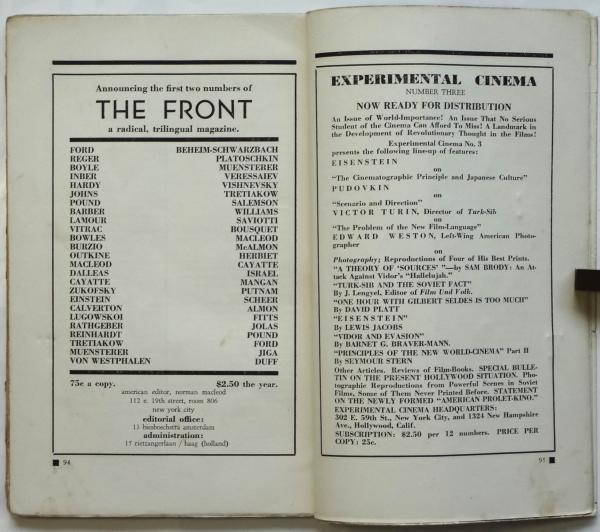 Announcing the first two numbers of
THE FRONT
a radical, trilingual magazine.
FORD BEHEIM-SCHWARZBACH
REGER PLATOSCHKIN
BOYLE MUENSTERER
INBER VERESSAIEV
HARDY VISHNEVSKY
JOHNS TRETIAKOW
POUND SALEMSON
BARBER WILLIAMS
LAMOUR SAVIOTTI
VITRAC BOUSQUET
BOWLES MACLEOD
BURZIO McALMON
OUTKINE HERBIET
MACLEOD CAYATTE
DALLEAS ISRAEL
CAYATTE MANGAN
ZUKOFSKY PUTNAM
EINSTEIN SCHEER
CALVERTON ALMON
LUGOWSKOI FITTS
RATHGEBER JOLAS
REINHARDT POUND
TRETIAKOW FORD
MUENSTERER JIGA
VON WESTPHALEN DUFF
75c a copy. $2.50 the year.
american editor, norman macleod
112 e. 19th street, room 806
new york city
editorial office:
13 biesboschstta amsterdam
administration:
17 rietzangerlaan / haag (holland)
94
EXPERIMENTAL CINEMA
NUMBER THREE
NOW READY FOR DISTRIBUTION
An Issue of World-Importance! An Issue That No Serious
Student of the Cinema Can Afford To Miss! A Landmark in
the Development of Revolutionary Thought in the Films!
Experimental Cinema No. 3
presents the following line-up of features:
EISENSTEIN
on
"The Cinematographic Principle and Japanese Culture"
PUDOVKIN
on
"Scenario and Direction"
VICTOR TURIN, Director of Turk-Sib
on
"The Problem of the New Film-Language"
EDWARD WESTON, Left-Wing American Photo-
grapher
on
Photography; Reproductions of Four of His Best Prints.
"A THEORY OF 'SOURCES' "—by SAM BRODY: An At-
tack Against Vidor's "Hallelujah."
"TURK-SIB AND THE SOVIET FACT"
By J. Lengyel, Editor of Film Und Volk.
"ONE HOUR WITH GILBERT SELDES IS TOO MUCH"
By DAVID PLATT
"EISENSTEIN"
By LEWIS JACOBS
"VIDOR AND EVASION"
By BARNET G. BRAVER-MANN.
"PRINCIPLES OF THE NEW WORLD-CINEMA" Part II
By SEYMOUR STERN
Other Articles. Reviews of Film-Books. SPECIAL BULLE-
TIN ON THE PRESENT HOLLYWOOD SITUATION. Pho-
tographic Reproductions from Powerful Scenes in Soviet
Films, Some of Them Never Printed Before. STATEMENT
ON THE NEWLY FORMED "AMERICAN PROLET-KINO."
EXPERIMENTAL CINEMA HEADQUARTERS:
302 E. 59th St., New York City, and 1324 New Hampshire
Ave., Hollywood, Calif.
SUBSCRIPTION: $2.50 per 12 numbers. PRICE PER
COPY: 25c.
95